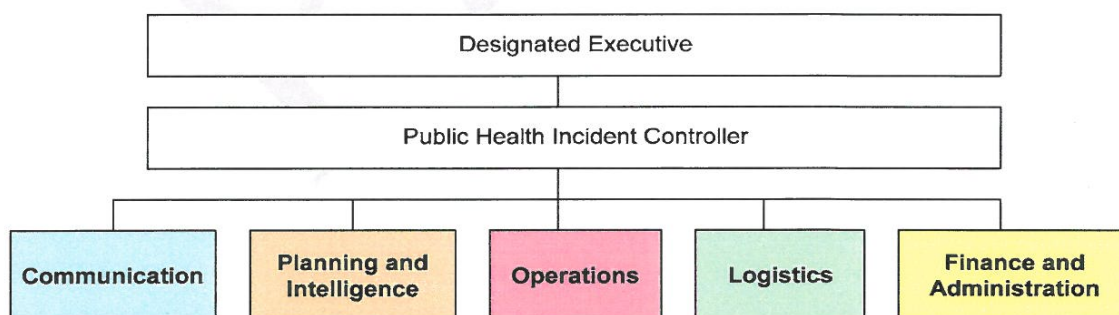 Designated Executive
Public Health Incident Controller
Communication
Planning and
Intelligence
Operations
Logistics
Finance and
Administration